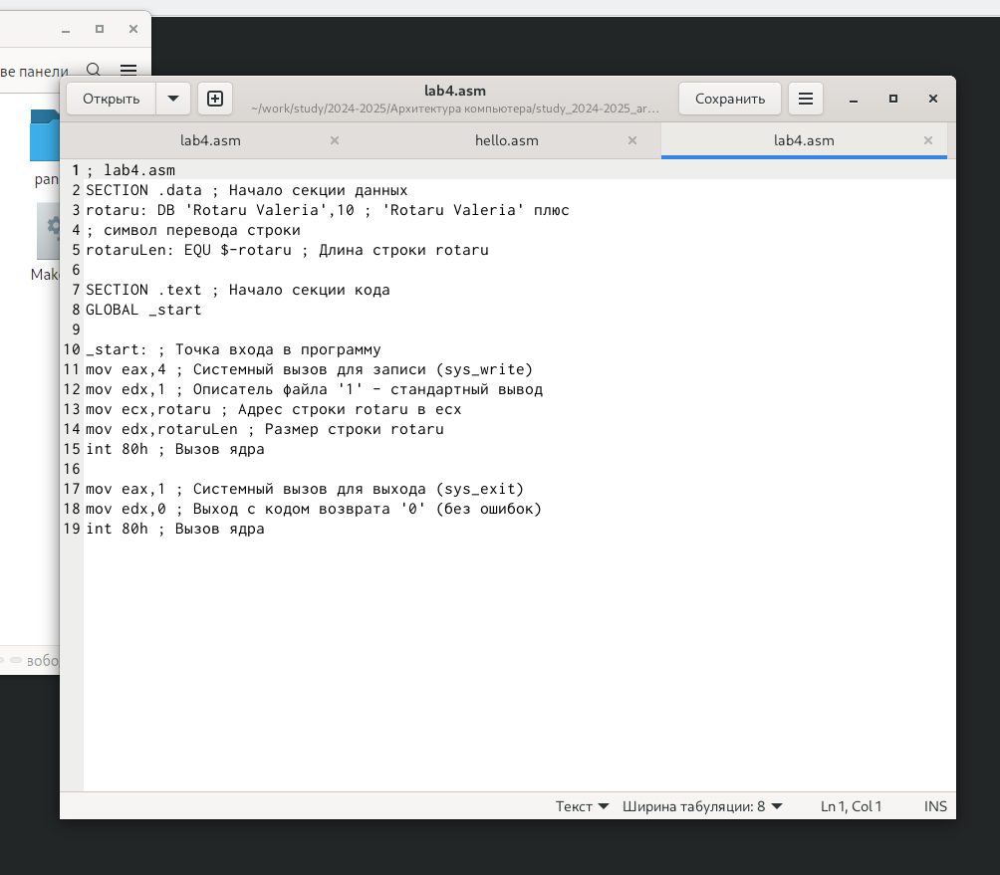 ве панели
pan
Mak
вобо
Открыть
lab4.asm
~/work/study/2024-2025/Архитектура компьютера/study_2024-2025_ar…
Сохранить
lab4.asm
hello.asm
lab4.asm
1 ; lab4.asm
2 SECTION .data ; Начало секции данных
3 rotaru: DB 'Rotaru Valeria',10 ; 'Rotaru Valeria' плюс
4 ; символ перевода строки
5 rotaruLen: EQU $-rotaru ; Длина строки rotaru
6
7 SECTION .text ; Начало секции кода
8 GLOBAL _start
9
10 _start: ; Точка входа в программу
11 mov eax,4 ; Системный вызов для записи (sys_write)
12 mov edx,1 ; Описатель файла '1' - стандартный вывод
13 mov ecx,rotaru ; Адрес строки rotaru в ecx
14 mov edx,rotaruLen ; Размер строки rotaru
15 int 80h ; Вызов ядра
16
17 mov eax,1 ; Системный вызов для выхода (sys_exit)
18 mov edx,0 ; Выход с кодом возврата '0' (без ошибок)
19 int 80h ; Вызов ядра
Текст
Ширина табуляции: 8
Ln 1, Col 1
INS